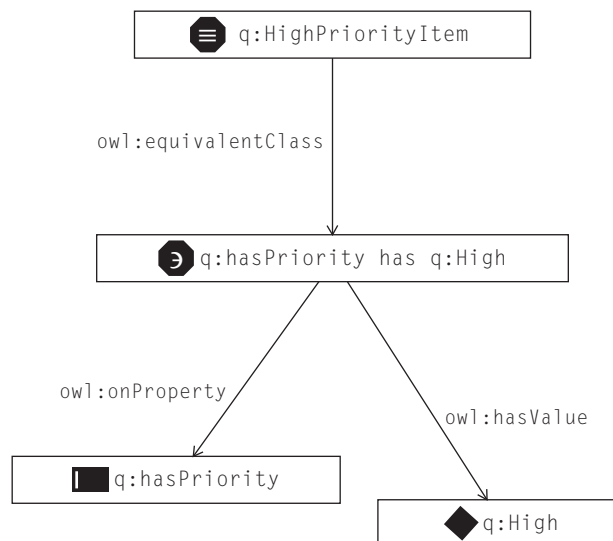 q:HighPriorityItem
owl:equivalentClass
q:hasPriority has q:High
owl:onProperty
owl:hasValue
q:hasPriority
q:High